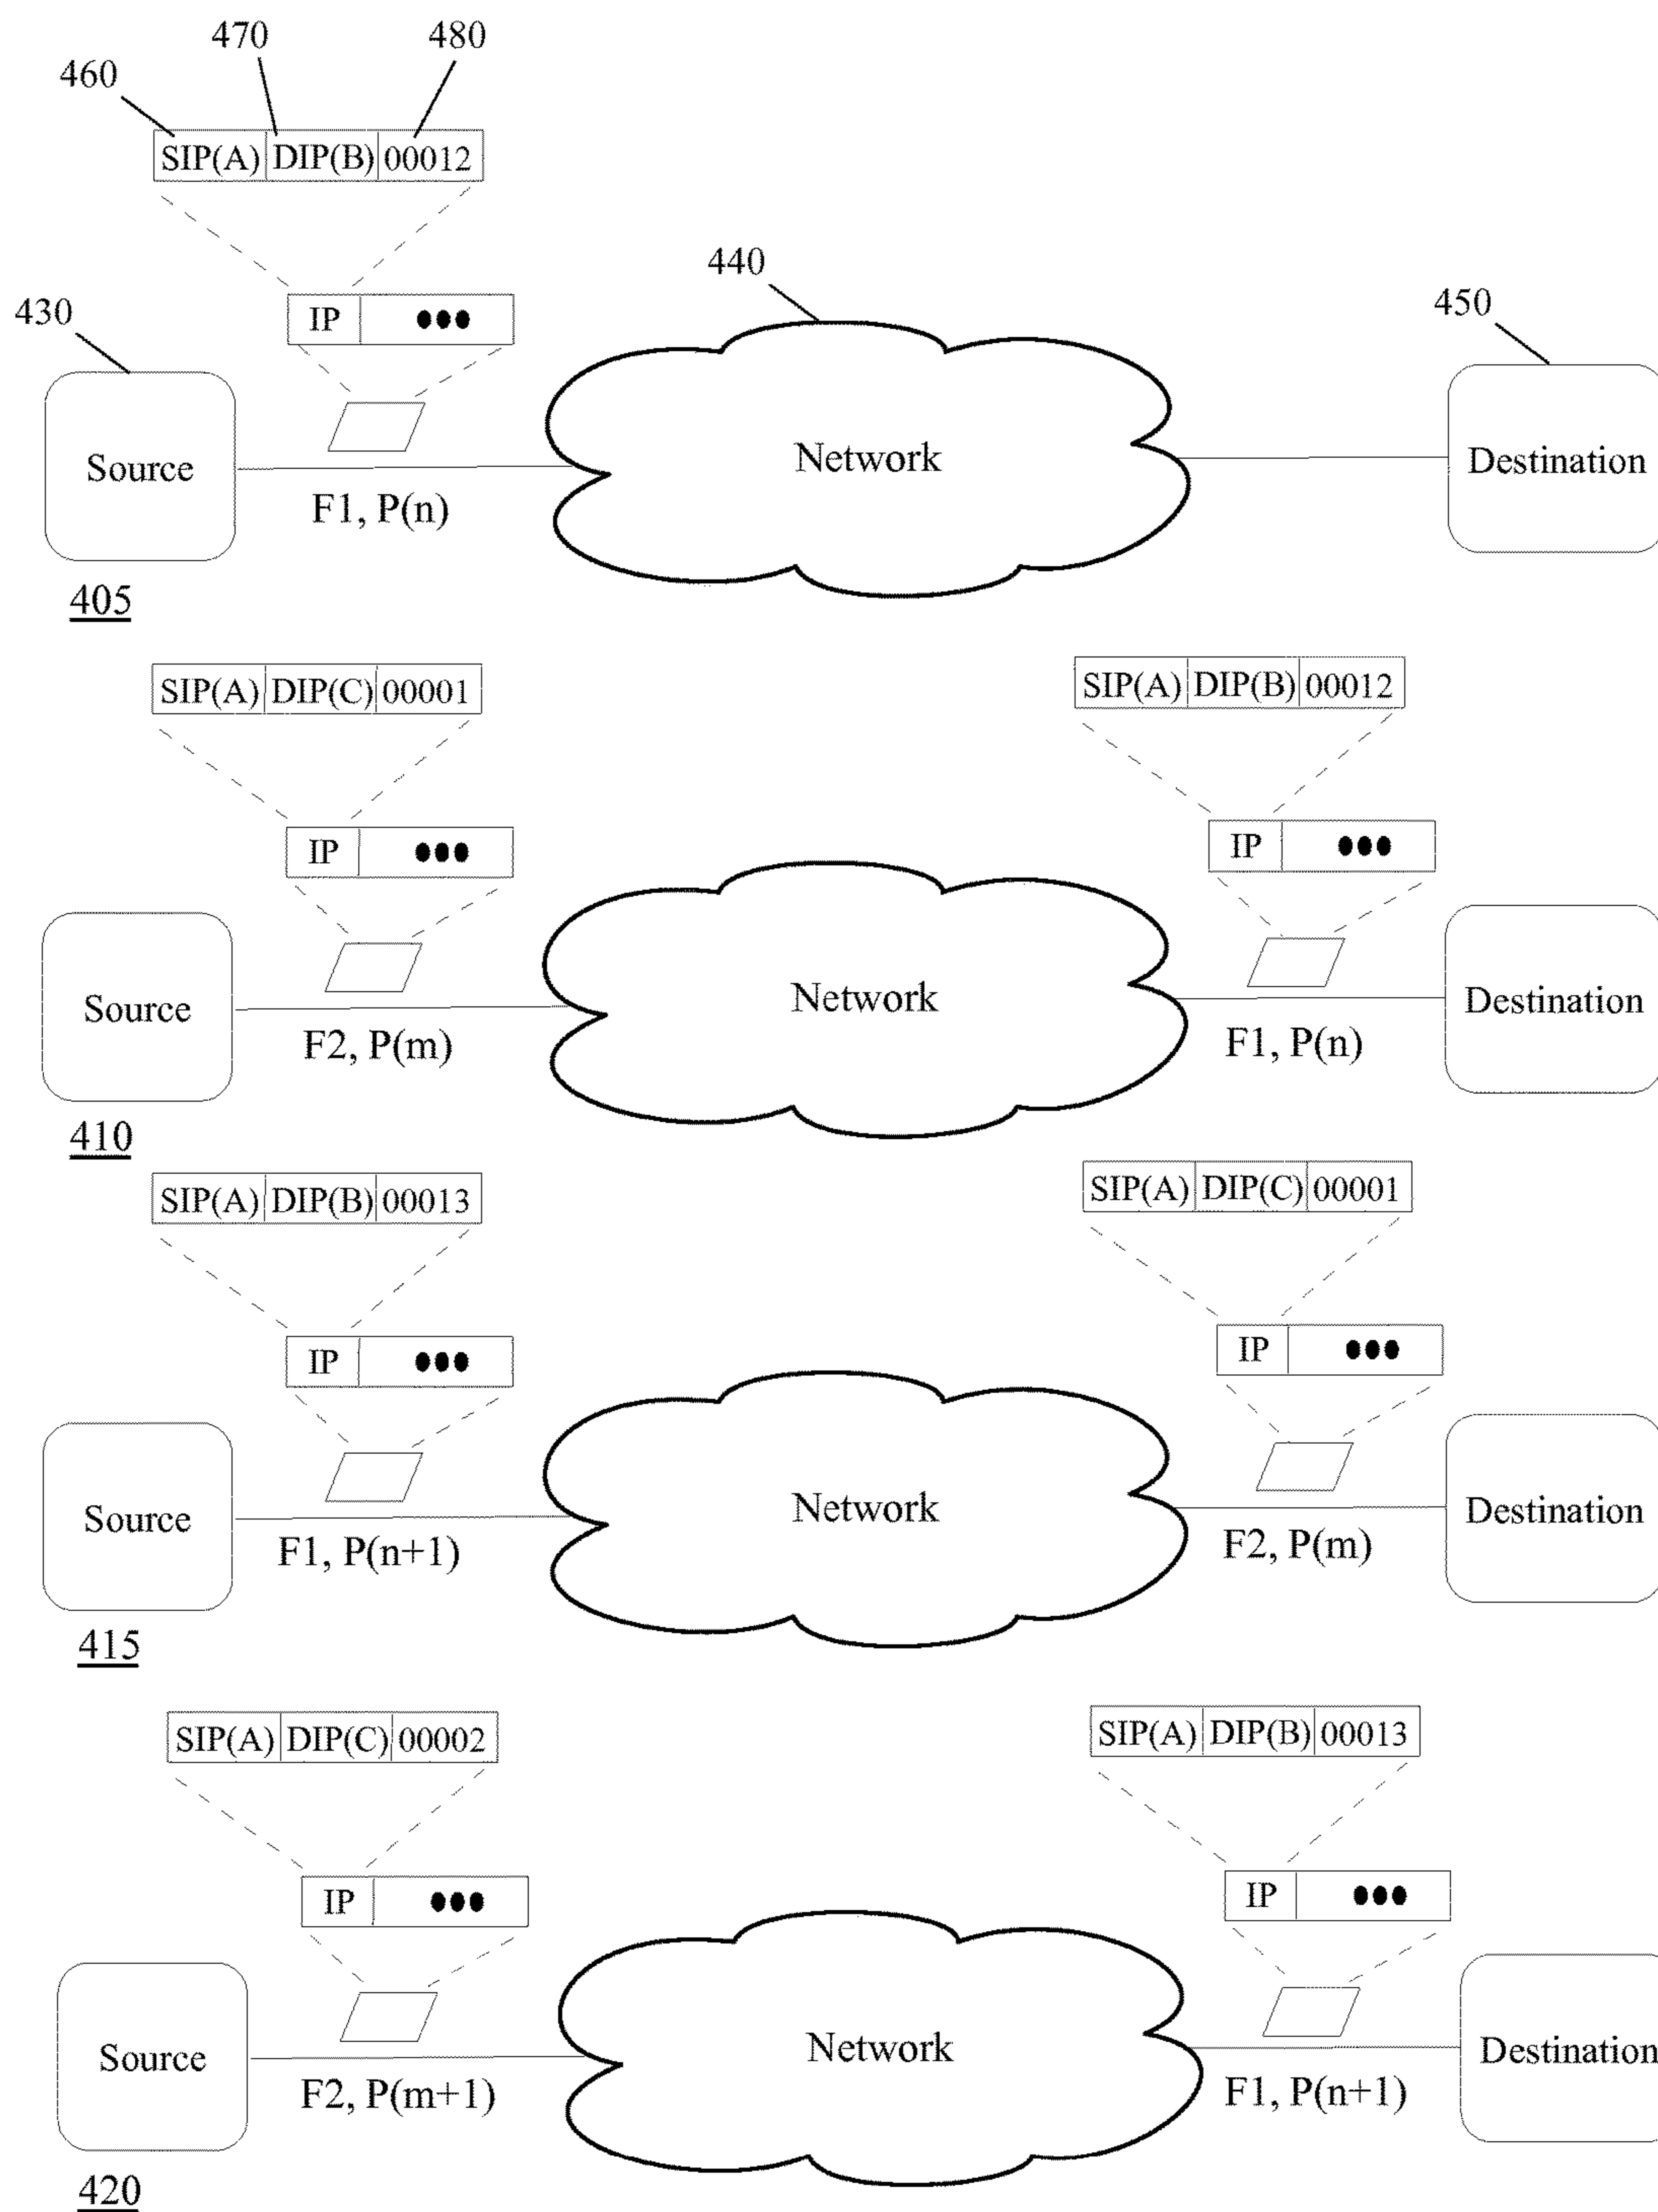 470 480
460
SIP(A) DIP(B) 00012
440
430 450
IP •••
Source Network Destination
F1, P(n)
405
SIP(A) DIP(C) 00001 SIP(A) DIP(B) 00012
IP ••• IP •••
Source Network Destination
F2, P(m) F1, P(n)
410
SIP(A) DIP(B) 00013 SIP(A) DIP(C) 00001
IP ••• IP •••
Source Network Destination
F1, P(n+1) F2, P(m)
415
SIP(A) DIP(C) 00002 SIP(A) DIP(B) 00013
IP ••• IP •••
Source Network Destination
F2, P(m+1) F1, P(n+1)
420